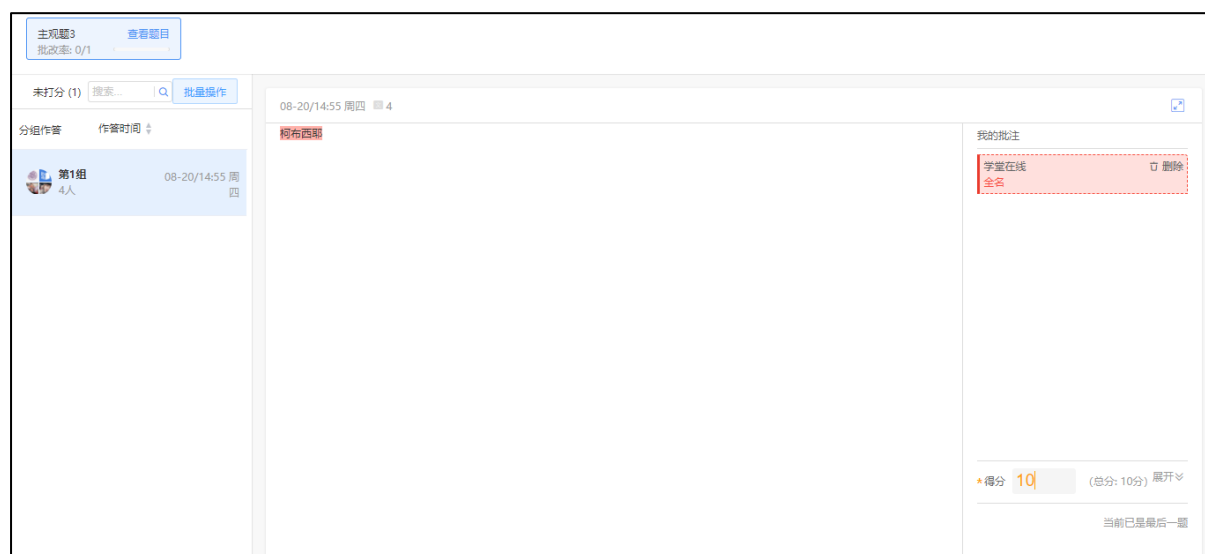 主观题3 查看题目
批改率: 0/1
未打分 (1) 搜索... 批量操作
分组作答 作答时间
第1组 08-20/14:55 周
4人 四
08-20/14:55 周四 4
柯布西耶
我的批注
学堂在线 删除
全名
*得分 10 (总分: 10分) 展开
当前已是最后一题